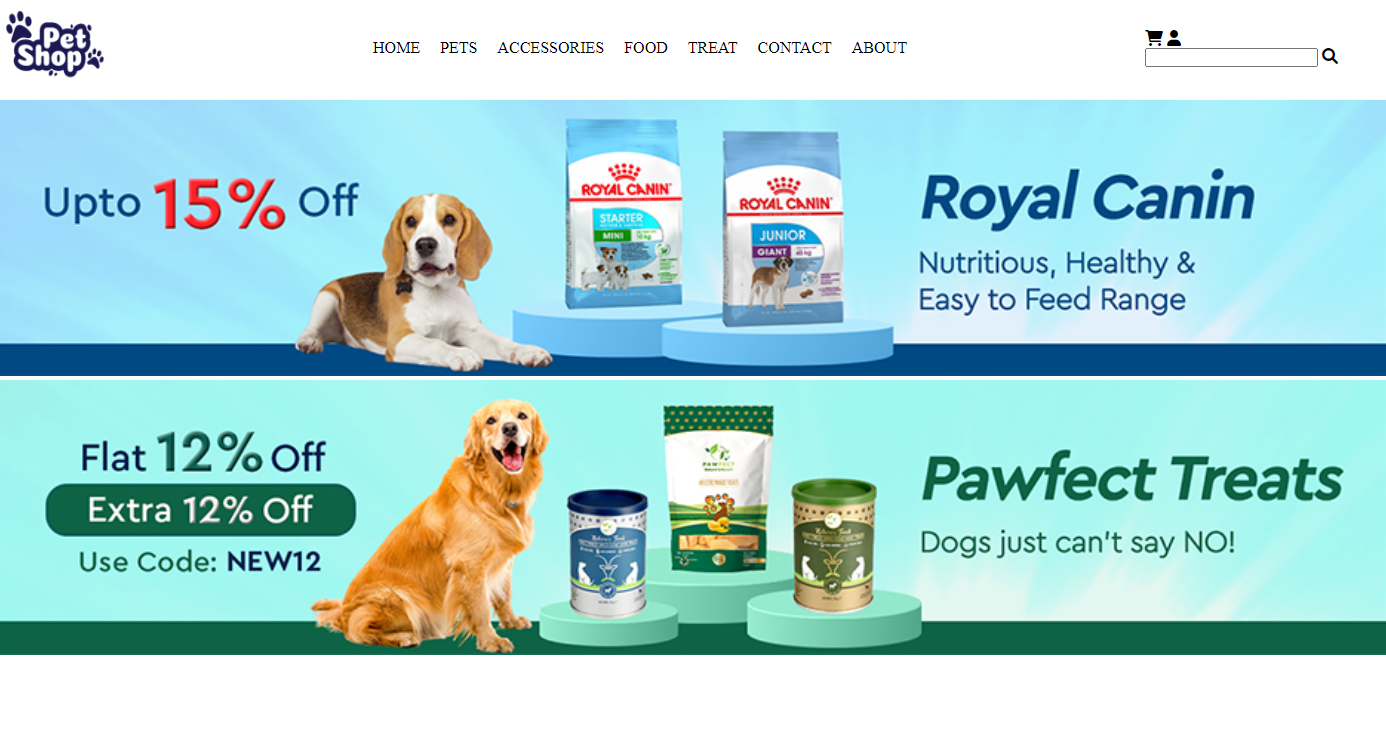 Pet
Shop
HOME PETS ACCESSORIES FOOD TREAT CONTACT ABOUT
Upto 15% Off
ROYAL CANIN
STARTER
MINI
ROYAL CANIN
JUNIOR
GIANT
Royal Canin
Nutritious, Healthy &
Easy to Feed Range
Flat 12% Off
Extra 12% Off
Use Code: NEW12
PAWFECT
Pawfect Treats
Dogs just can't say NO!